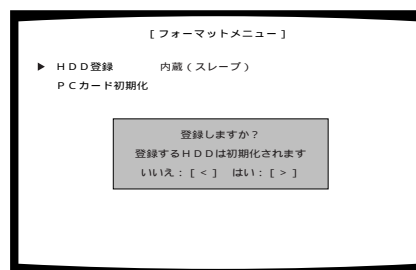 [フォーマットメニュー]
▶ HDD登録 内蔵(スレーブ)
PCカード初期化
登録しますか?
登録するHDDは初期化されます
いいえ:[<] はい:[>]